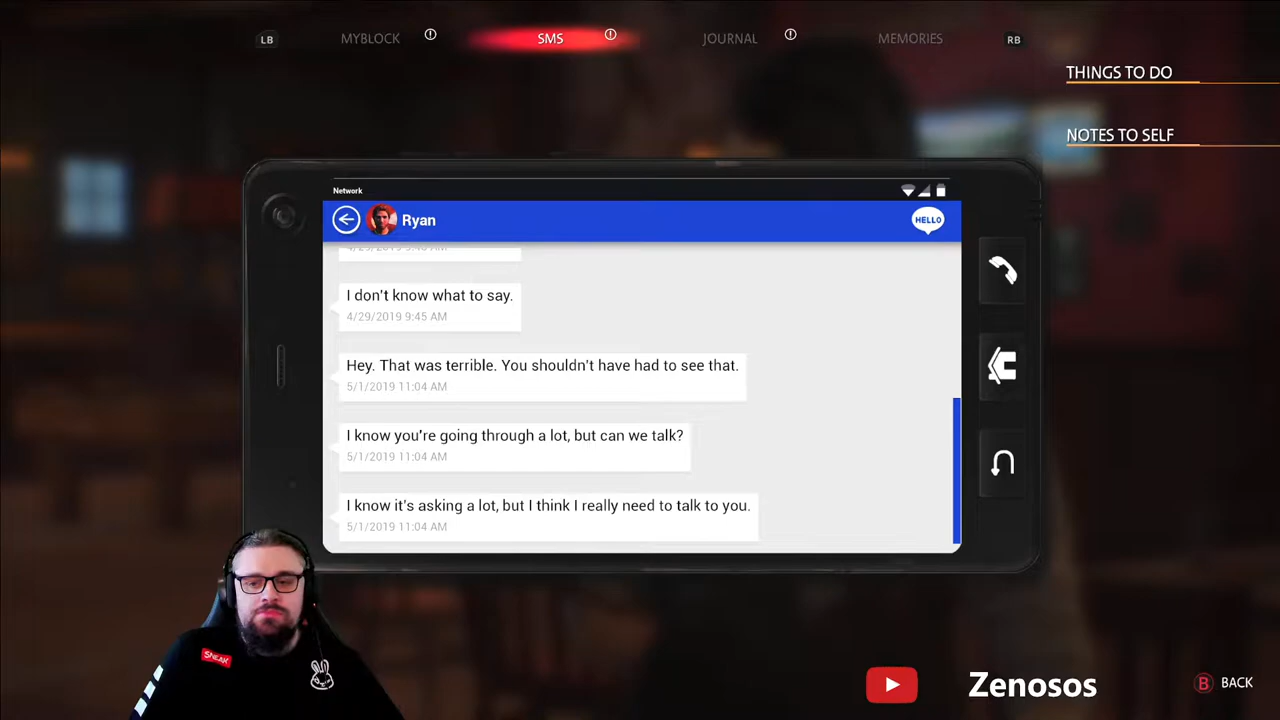 LB
MYBLOCK
SMS
JOURNAL
MEMORIES
RB
THINGS TO DO
NOTES TO SELF
Network
Ryan
HELLO
I don't know what to say.
4/29/2019 9:45 AM
Hey. That was terrible. You shouldn't have had to see that.
5/1/2019 11:04 AM
I know you're going through a lot, but can we talk?
5/1/2019 11:04 AM
I know it's asking a lot, but I think I really need to talk to you.
5/1/2019 11:04 AM
SNEAK
Zenosos
B BACK